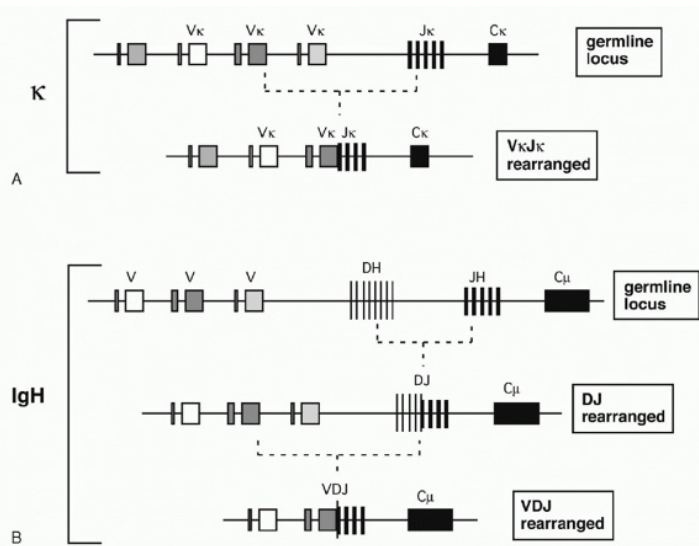 Vκ Vκ Vκ Jκ Cκ
germline
locus
κ
Vκ Vκ Jκ Cκ
VκJκ
rearranged
A
V V V DH JH Cμ
germline
locus
IgH
DJ Cμ
DJ
rearranged
VDJ Cμ
VDJ
rearranged
B